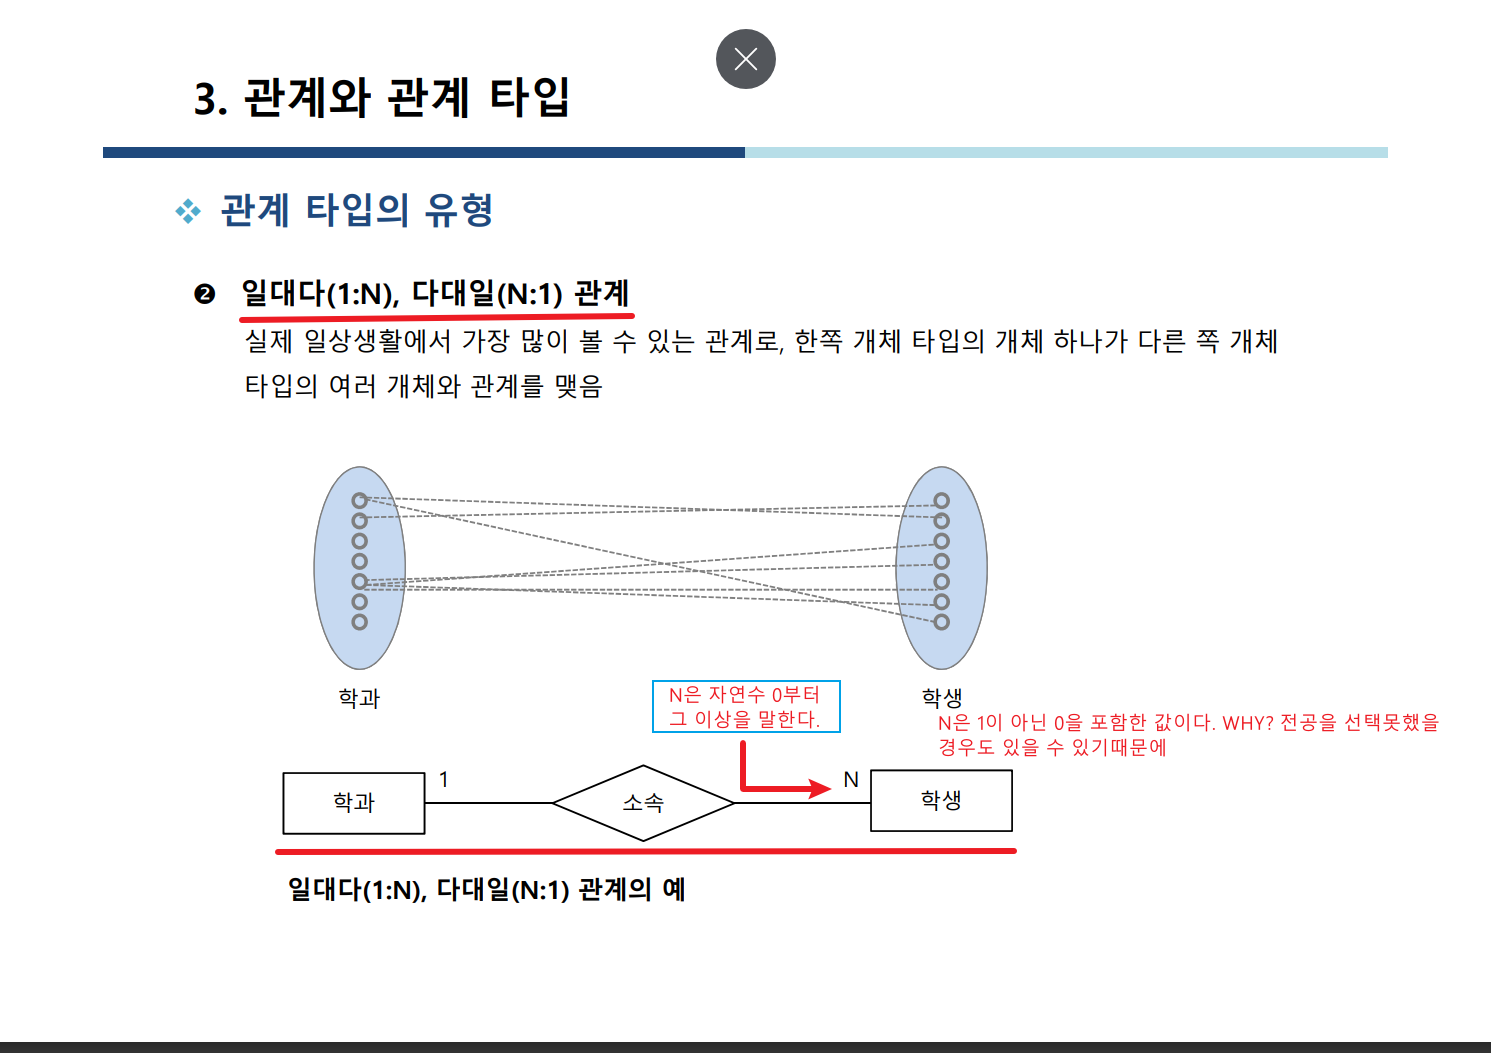 3. 관계와 관계 타입
관계 타입의 유형
❷ 일대다(1:N), 다대일(N:1) 관계
실제 일상생활에서 가장 많이 볼 수 있는 관계로, 한쪽 개체 타입의 개체 하나가 다른 쪽 개체
타입의 여러 개체와 관계를 맺음
학과
학생
N은 자연수 0부터
그 이상을 말한다.
N은 1이 아닌 0을 포함한 값이다. WHY? 전공을 선택못했을
경우도 있을 수 있기때문에
학과
1
소속
N
학생
일대다(1:N), 다대일(N:1) 관계의 예